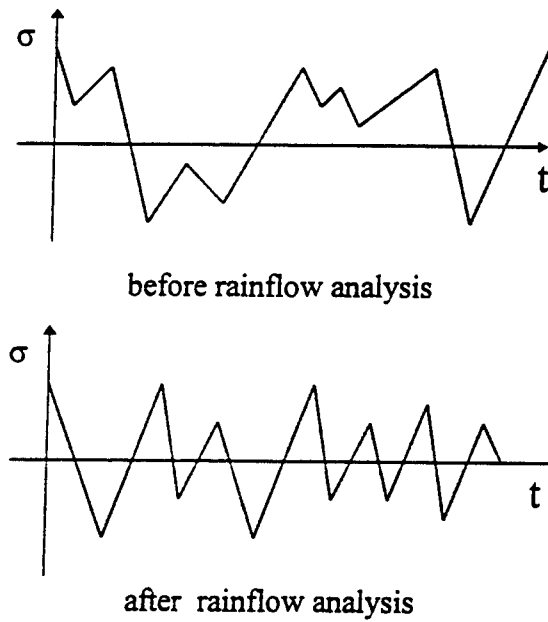 σ
t
before rainflow analysis
σ
t
after rainflow analysis